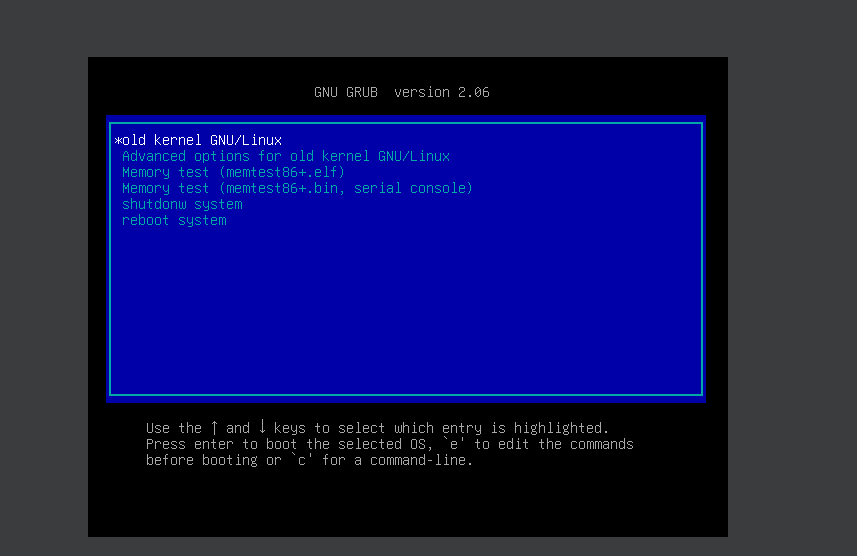 GNU GRUB  version 2.06
*old kernel GNU/Linux
Advanced options for old kernel GNU/Linux
Memory test (memtest86+.elf)
Memory test (memtest86+.bin, serial console)
shutdonw system
reboot system
Use the ↑ and ↓ keys to select which entry is highlighted.
Press enter to boot the selected OS, `e' to edit the commands
before booting or `c' for a command-line.